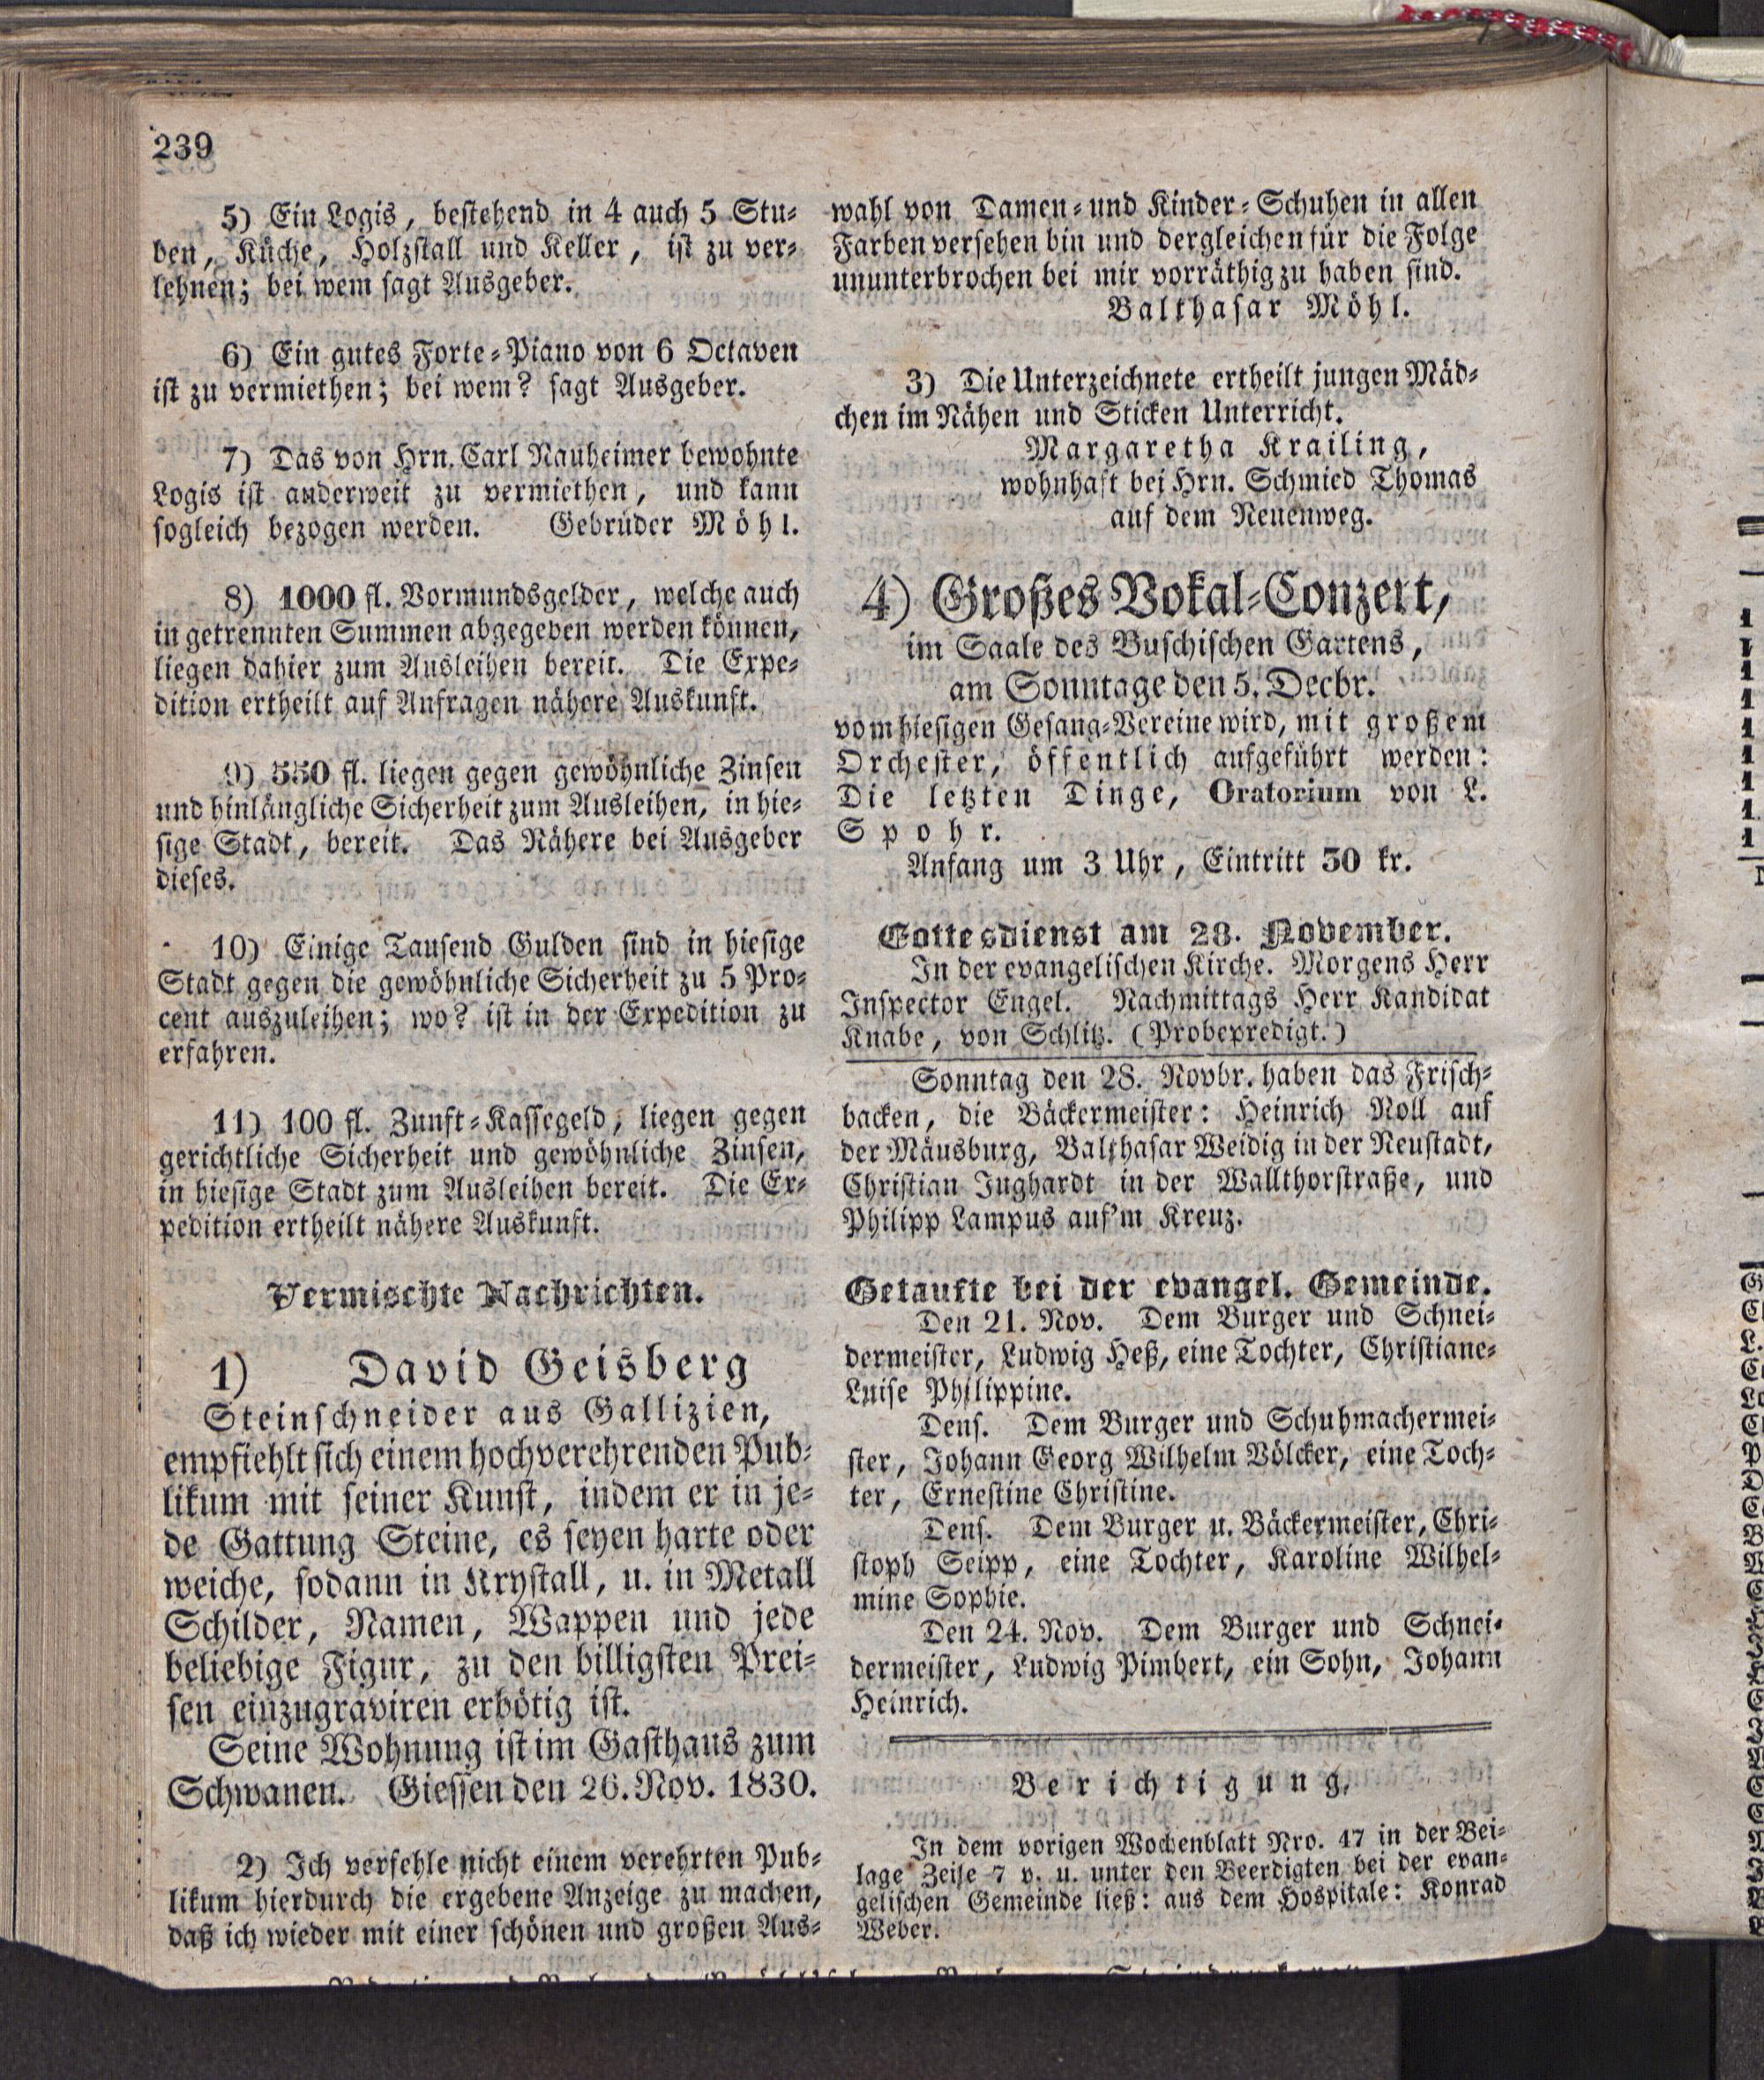 239
5) Ein Logis, bestehend in 4 auch 5 Stu-
ben, Küche, Holzstall und Keller, ist zu ver-
lehnen; bei wem sagt Ausgeber.
6) Ein gutes Forte-Piano von 6 Octaven
ist zu vermiethen; bei wem? sagt Ausgeber.
7) Das von Hrn. Carl Nauheimer bewohnte
Logis ist anderweit zu vermiethen, und kann
sogleich bezogen werden. Gebrüder Möhl.
8) 1000 fl. Vormundsgelder, welche auch
in getrennten Summen abgegeben werden können,
liegen dahier zum Ausleihen bereit. Die Expe-
dition ertheilt auf Anfragen nähere Auskunft.
9) 550 fl. liegen gegen gewöhnliche Zinsen
und hinlängliche Sicherheit zum Ausleihen, in hie-
sige Stadt, bereit. Das Nähere bei Ausgeber
dieses.
10) Einige Tausend Gulden sind in hiesige
Stadt gegen die gewöhnliche Sicherheit zu 5 Pro-
cent auszuleihen; wo? ist in der Expedition zu
erfahren.
11) 100 fl. Zunft-Kassegeld, liegen gegen
gerichtliche Sicherheit und gewöhnliche Zinsen,
in hiesige Stadt zum Ausleihen bereit. Die Ex-
pedition ertheilt nähere Auskunft.
Vermischte Nachrichten.
1) David Geisberg
Steinschneider aus Gallizien,
empfiehlt sich einem hochverehrenden Pub-
likum mit seiner Kunst, indem er in je-
de Gattung Steine, es seyen harte oder
weiche, sodann in Krystall, u. in Metall
Schilder, Namen, Wappen und jede
beliebige Figur, zu den billigsten Prei-
sen einzugraviren erbötig ist.
Seine Wohnung ist im Gasthaus zum
Schwanen. Giessen den 26. Nov. 1830.
2) Ich verfehle nicht einem verehrten Pub-
likum hierdurch die ergebene Anzeige zu machen,
daß ich wieder mit einer schönen und großen Aus-
wahl von Damen- und Kinder-Schuhen in allen
Farben versehen bin und dergleichen für die Folge
ununterbrochen bei mir vorräthig zu haben sind.
Balthasar Möhl.
3) Die Unterzeichnete ertheilt jungen Mäd-
chen im Nähen und Sticken Unterricht.
Margaretha Krailing,
wohnhaft bei Hrn. Schmied Thomas
auf dem Neuenweg.
4) Großes Vokal-Conzert,
im Saale des Buschischen Gartens,
am Sonntage den 5. Decbr.
vom hiesigen Gesang-Vereine wird, mit großem
Orchester, öffentlich aufgeführt werden:
Die letzten Dinge, Oratorium von L.
Spohr.
Anfang um 3 Uhr, Eintritt 30 kr.
Gottesdienst am 28. November.
In der evangelischen Kirche. Morgens Herr
Inspector Engel. Nachmittags Herr Kandidat
Knabe, von Schlitz. (Probepredigt.)
Sonntag den 28. Novbr. haben das Frisch-
backen, die Bäckermeister: Heinrich Noll auf
der Mäusburg, Balthasar Weidig in der Neustadt,
Christian Jughardt in der Wallthorstraße, und
Philipp Lampus auf'm Kreuz.
Getaufte bei der evangel. Gemeinde.
Den 21. Nov. Dem Burger und Schnei-
dermeister, Ludwig Heß, eine Tochter, Christiane-
Luise Philippine.
Dens. Dem Burger und Schuhmachermei-
ster, Johann Georg Wilhelm Völcker, eine Toch-
ter, Ernestine Christine.
Dens. Dem Burger u. Bäckermeister, Chri-
stoph Seipp, eine Tochter, Karoline Wilhel-
mine Sophie.
Den 24. Nov. Dem Burger und Schnei-
dermeister, Ludwig Pimbert, ein Sohn, Johann
Heinrich.
Berichtigung.
In dem vorigen Wochenblatt Nro. 47 in der Bei-
lage Zeile 7 v. u. unter den Beerdigten bei der evan-
gelischen Gemeinde ließ: aus dem Hospitale: Konrad
Weber.